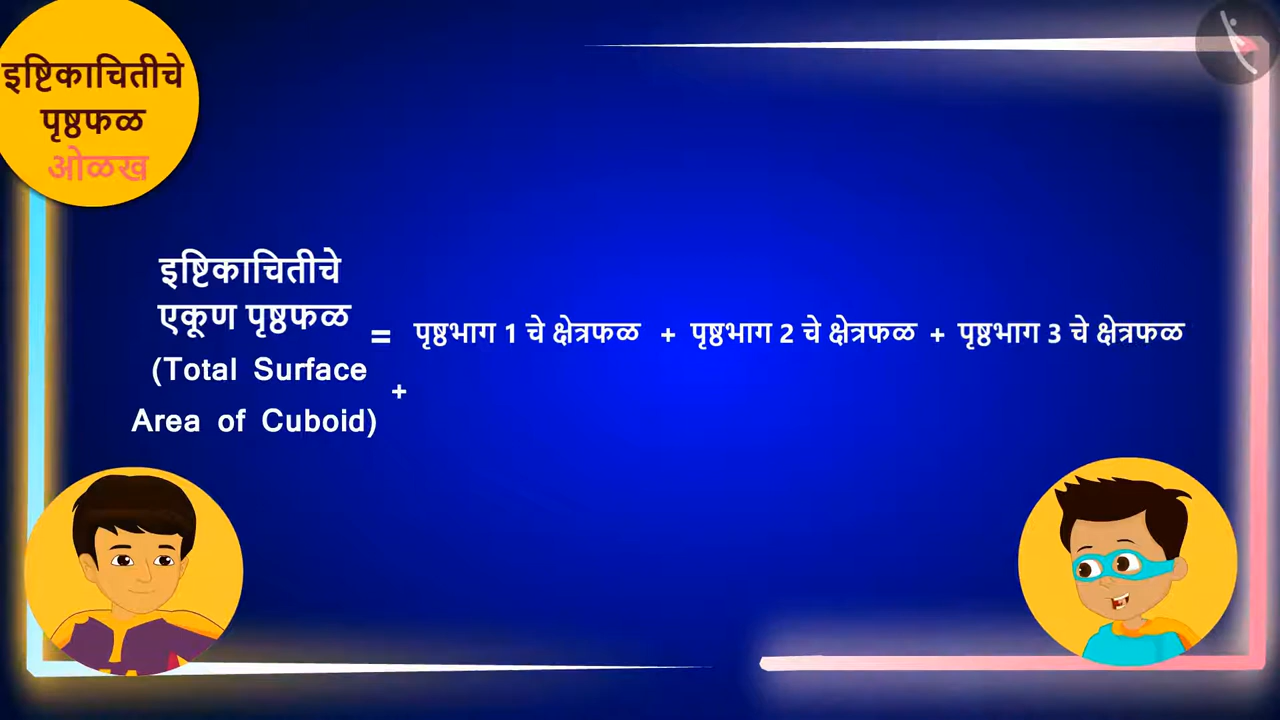 इष्टिकाचितीचे
पृष्ठफळ
ओळख
इष्टिकाचितीचे
एकूण पृष्ठफळ
(Total Surface
Area of Cuboid)
= पृष्ठभाग 1 चे क्षेत्रफळ + पृष्ठभाग 2 चे क्षेत्रफळ + पृष्ठभाग 3 चे क्षेत्रफळ
+